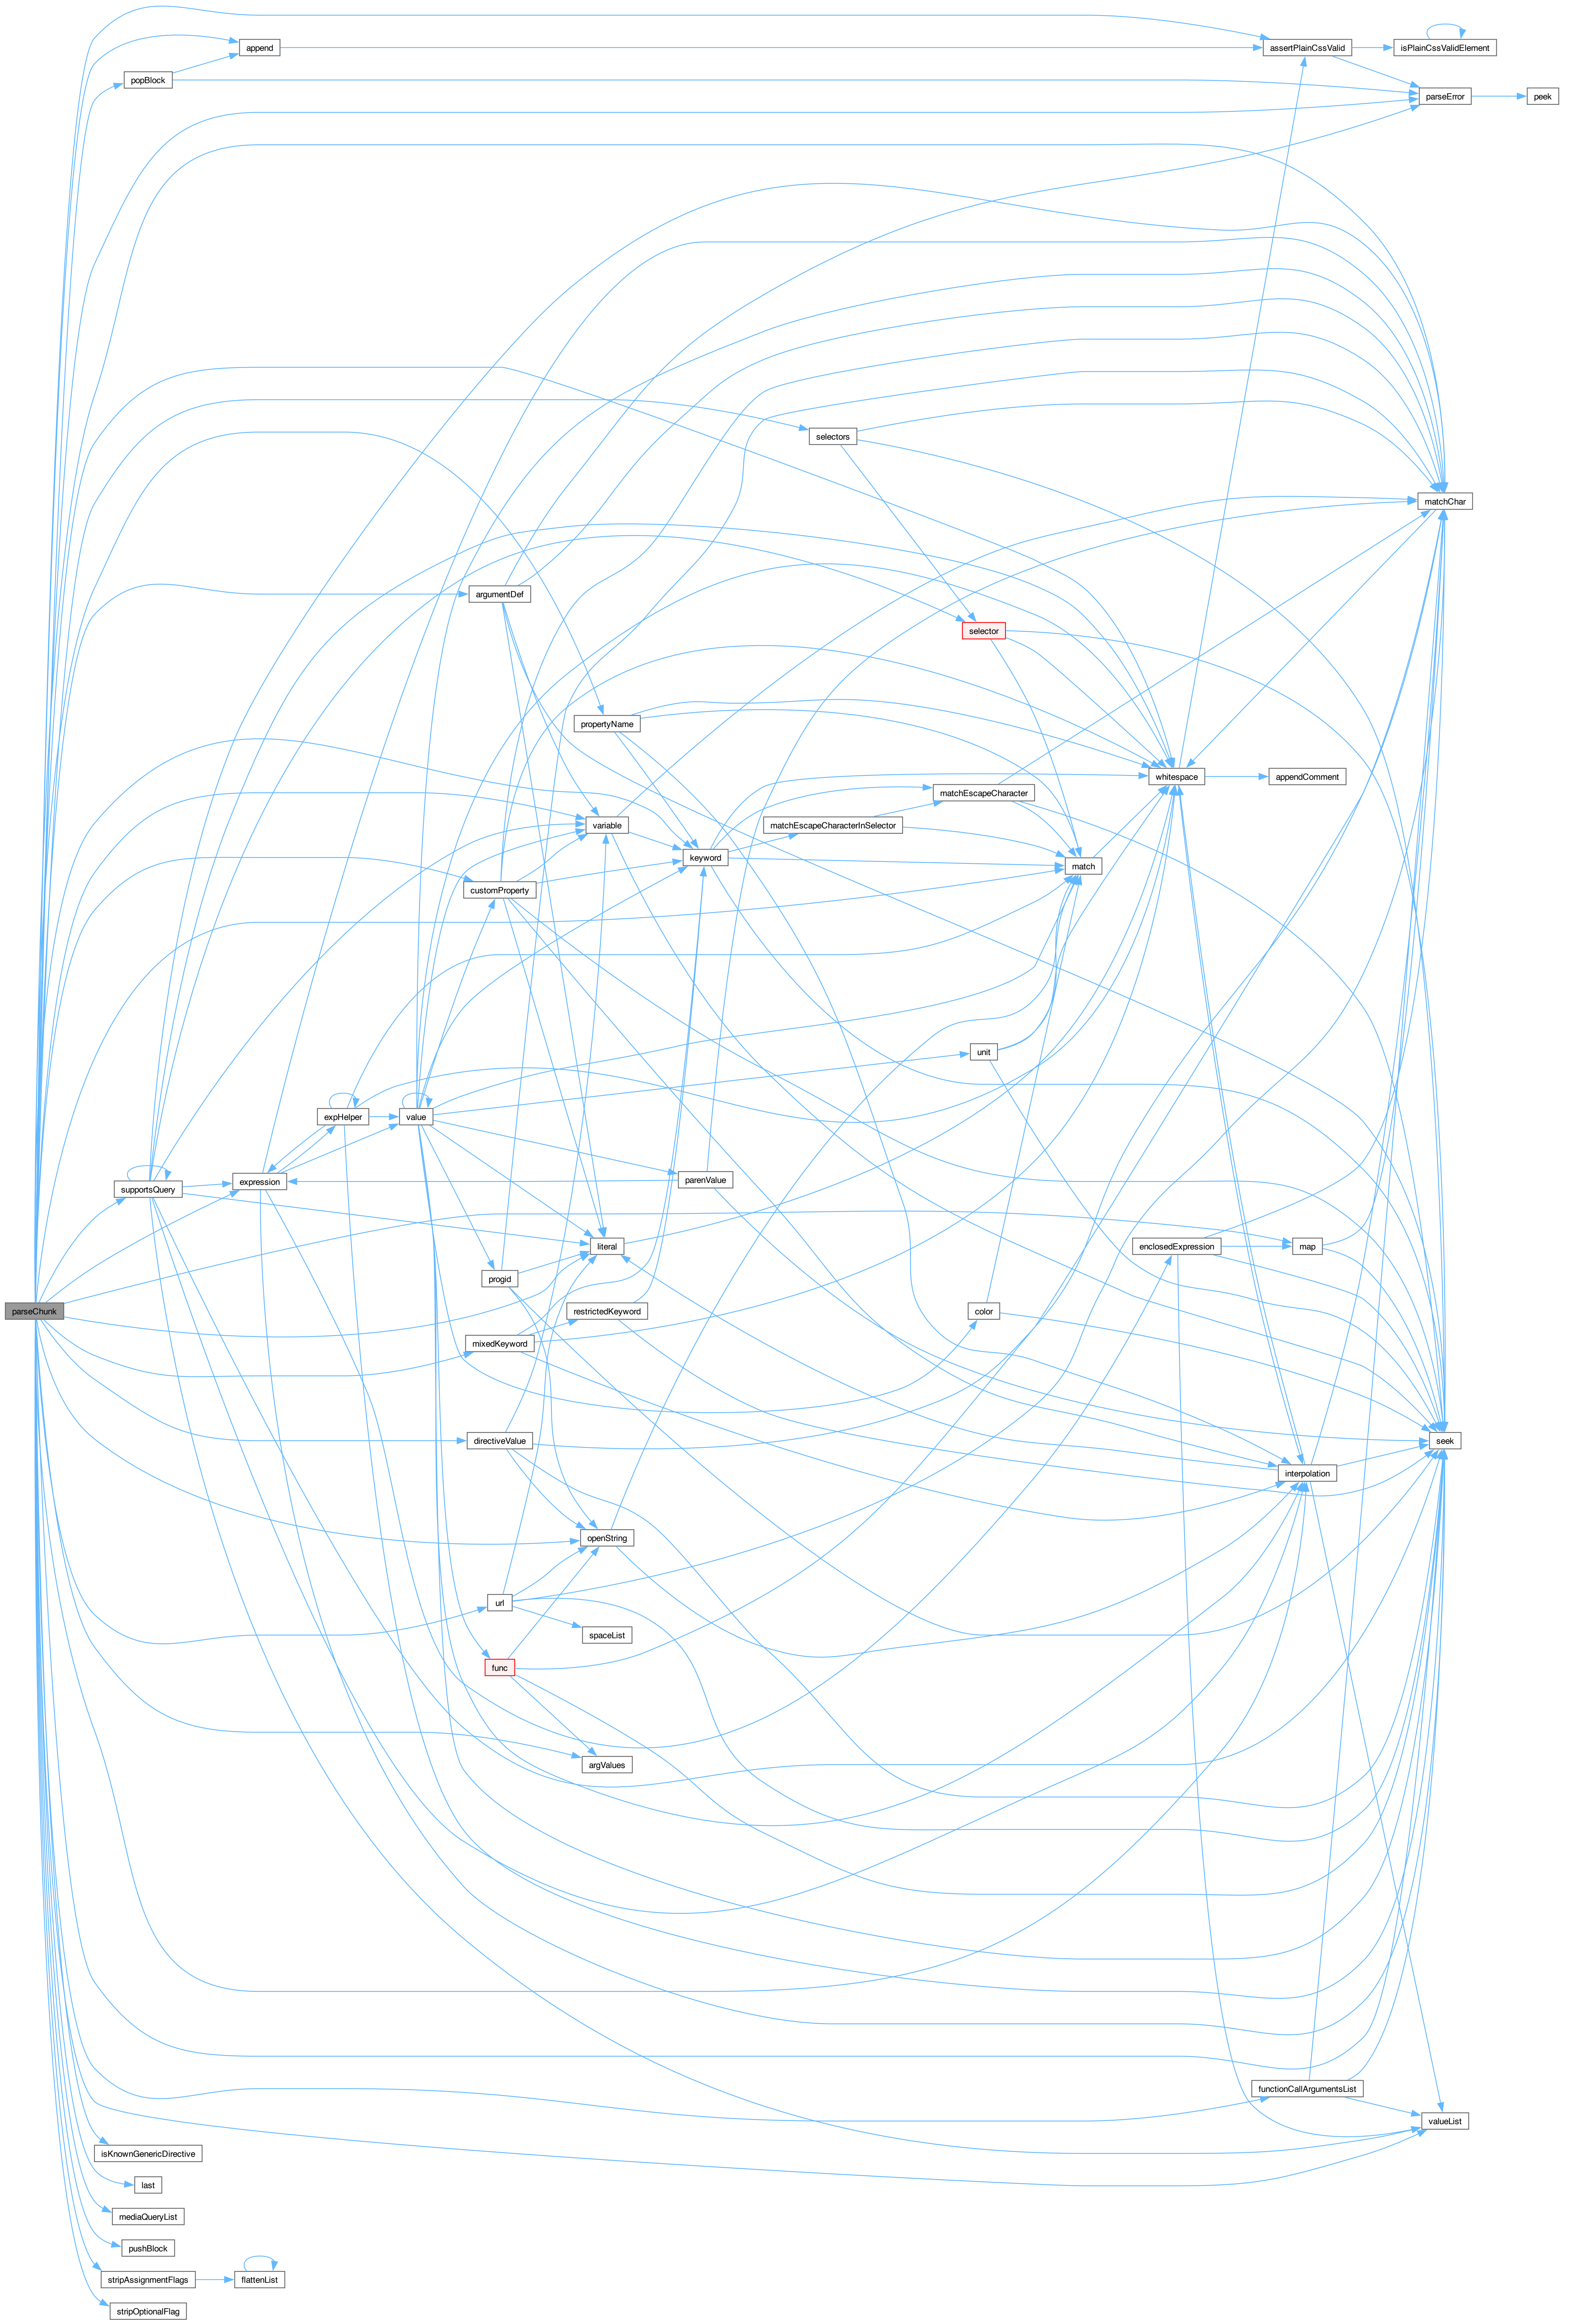 append
assertPlainCssValid
isPlainCssValidElement
popBlock
parseError
peek
selectors
matchChar
argumentDef
selector
propertyName
whitespace
appendComment
matchEscapeCharacter
variable
matchEscapeCharacterInSelector
keyword
match
customProperty
unit
expHelper
value
supportsQuery
expression
parenValue
literal
enclosedExpression
map
progid
parseChunk
restrictedKeyword
color
mixedKeyword
directiveValue
seek
interpolation
openString
url
spaceList
func
argValues
functionCallArgumentsList
valueList
isKnownGenericDirective
last
mediaQueryList
pushBlock
stripAssignmentFlags
flattenList
stripOptionalFlag